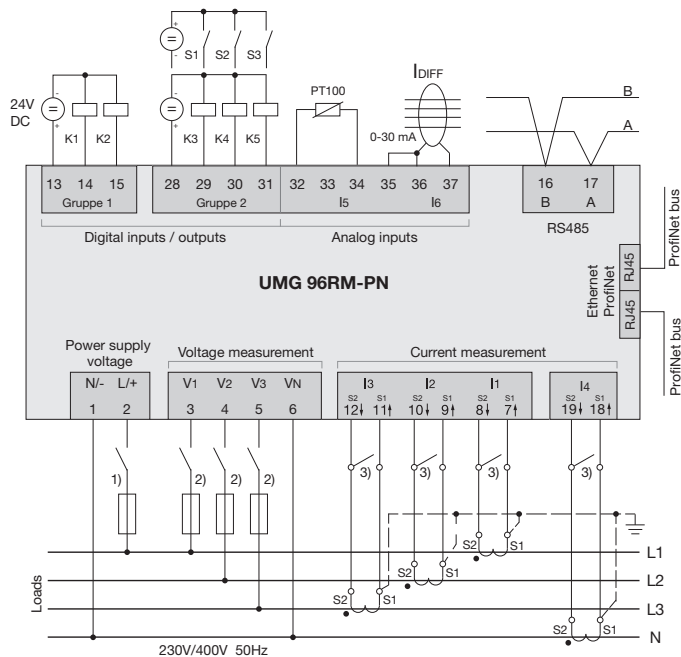 S1 S2 S3
24V
DC
K1 K2
K3 K4 K5
PT100
IDIFF
0-30 mA
B
A
13 14 15
Gruppe 1
28 29 30 31
Gruppe 2
32 33 34 35 36 37
I5 I6
16 17
B A
Digital inputs / outputs
Analog inputs
RS485
UMG 96RM-PN
Ethernet
ProfiNet
RJ45
RJ45
ProfiNet bus
ProfiNet bus
Power supply
voltage
Voltage measurement
Current measurement
N/- L/+
1 2
V1 V2 V3 VN
3 4 5 6
I3 I2 I1
S2 S1 S2 S1 S2 S1
12 11 10 9 8 7
I4
S2 S1
19 18
1) 2) 2) 2)
3) 3) 3) 3)
S2 S1
L1
S2 S1
L2
S2 S1
L3
S2 S1
N
Loads
230V/400V 50Hz